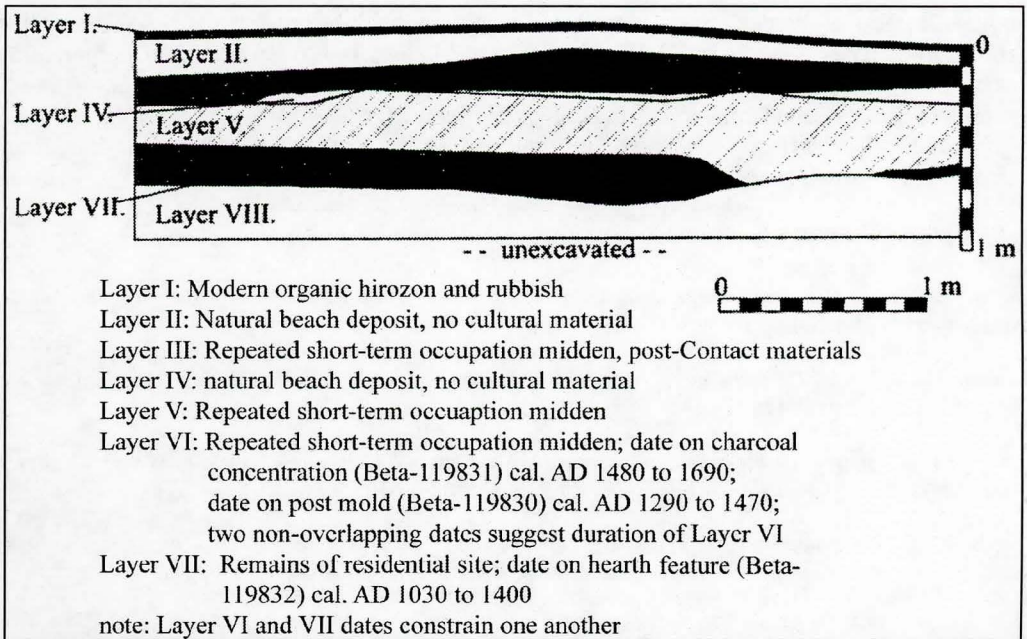 Layer I.
0
Layer II.
Layer IV.
Layer V.
Layer VII.
Layer VIII.
1 m
- - unexcavated - -
0 1 m
Layer I: Modern organic hirozon and rubbish
Layer II: Natural beach deposit, no cultural material
Layer III: Repeated short-term occupation midden, post-Contact materials
Layer IV: natural beach deposit, no cultural material
Layer V: Repeated short-term occuaption midden
Layer VI: Repeated short-term occupation midden; date on charcoal
concentration (Beta-119831) cal. AD 1480 to 1690;
date on post mold (Beta-119830) cal. AD 1290 to 1470;
two non-overlapping dates suggest duration of Layer VI
Layer VII: Remains of residential site; date on hearth feature (Beta-
119832) cal. AD 1030 to 1400
note: Layer VI and VII dates constrain one another